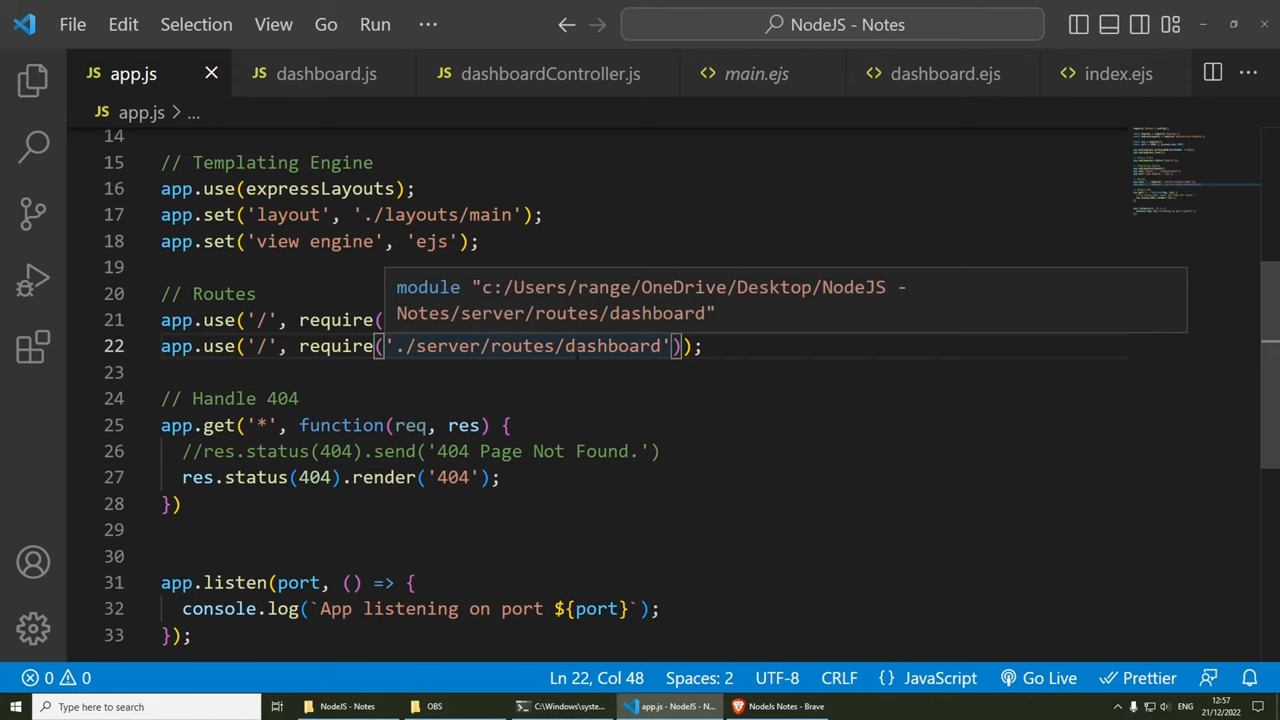 File Edit Selection View Go Run ··· NodeJS - Notes
JS app.js JS dashboard.js JS dashboardController.js <> main.ejs <> dashboard.ejs <> index.ejs
JS app.js > ...
14
15 // Templating Engine
16 app.use(expressLayouts);
17 app.set('layout', './layouts/main');
18 app.set('view engine', 'ejs');
19
module "c:/Users/range/OneDrive/Desktop/NodeJS -
Notes/server/routes/dashboard"
20 // Routes
21 app.use('/', require(
22 app.use('/', require('./server/routes/dashboard'));
23
24 // Handle 404
25 app.get('*', function(req, res) {
26 //res.status(404).send('404 Page Not Found.')
27 res.status(404).render('404');
28 })
29
30
31 app.listen(port, () => {
32 console.log(`App listening on port ${port}`);
33 });
0 0 Ln 22, Col 48 Spaces: 2 UTF-8 CRLF {} JavaScript Go Live Prettier
Type here to search NodeJS - Notes OBS C:\Windows\syste... app.js - NodeJS - N... NodeJs Notes - Brave ENG 12:57
21/12/2022